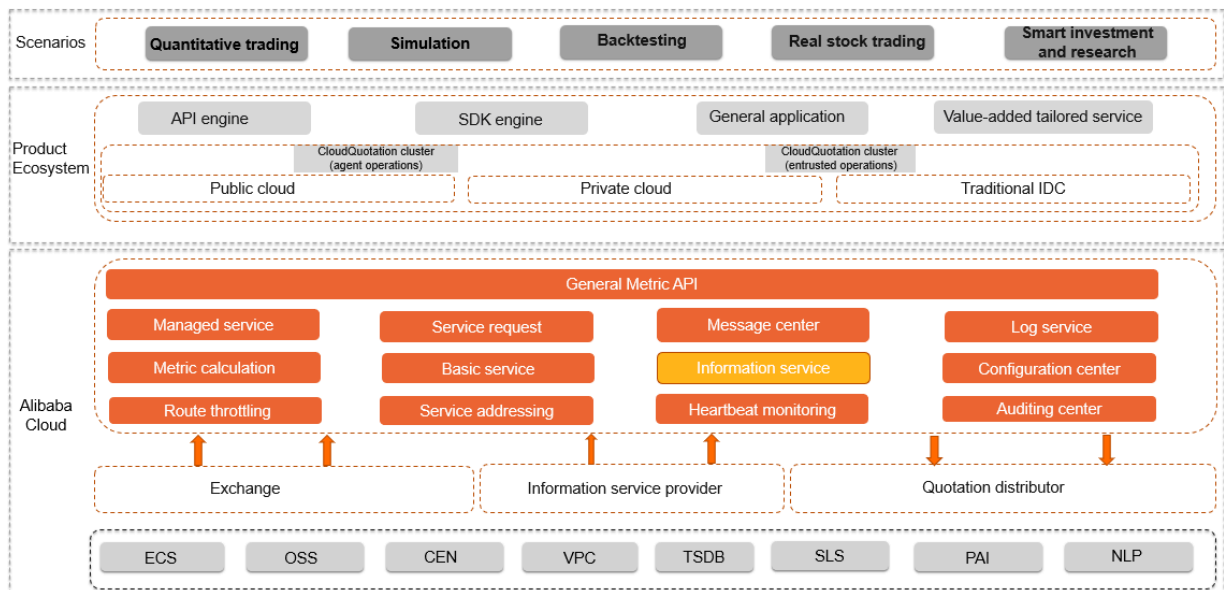 Scenarios
Quantitative trading
Simulation
Backtesting
Real stock trading
Smart investment
and research
Product
Ecosystem
API engine
SDK engine
General application
Value-added tailored service
CloudQuotation cluster
(agent operations)
CloudQuotation cluster
(entrusted operations)
Public cloud
Private cloud
Traditional IDC
Alibaba
Cloud
General Metric API
Managed service
Service request
Message center
Log service
Metric calculation
Basic service
Information service
Configuration center
Route throttling
Service addressing
Heartbeat monitoring
Auditing center
Exchange
Information service provider
Quotation distributor
ECS
OSS
CEN
VPC
TSDB
SLS
PAI
NLP